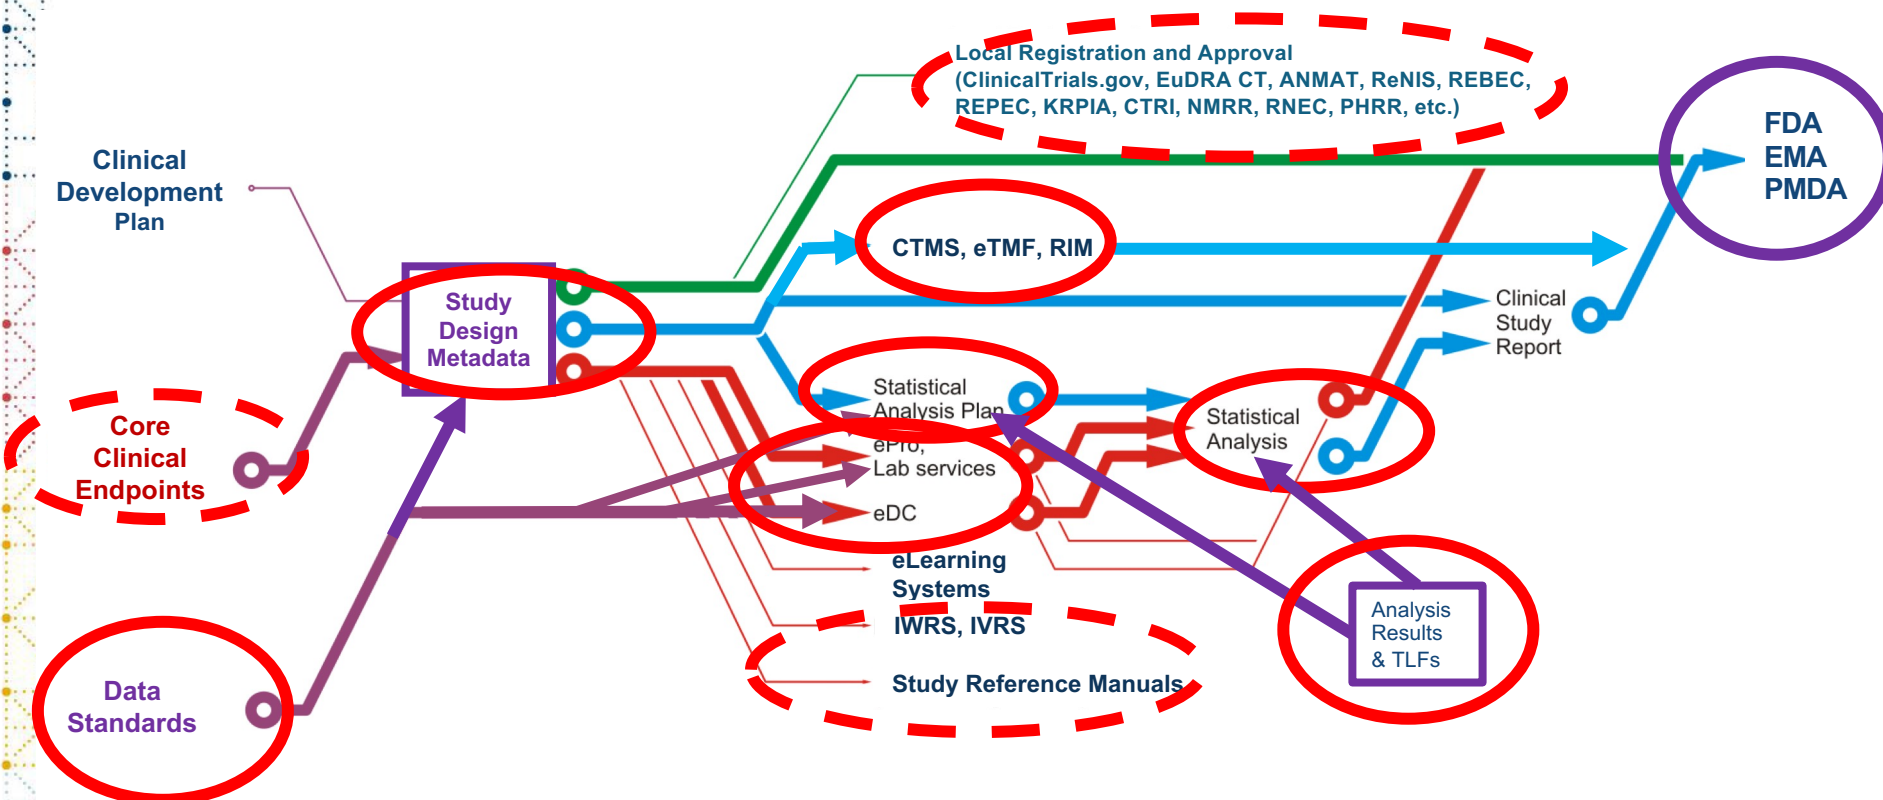 Local Registration and Approval
(ClinicalTrials.gov, EuDRA CT, ANMAT, ReNIS, REBEC,
REPEC, KRPIA, CTRI, NMRR, RNEC, PHRR, etc.)
FDA
EMA
PMDA
Clinical
Development
Plan
CTMS, eTMF, RIM
Study
Design
Metadata
Clinical
Study
Report
Statistical
Analysis Plan
Statistical
Analysis
Core
Clinical
Endpoints
ePro,
Lab services
eDC
eLearning
Systems
IWRS, IVRS
Study Reference Manuals
Analysis
Results
& TLFs
Data
Standards